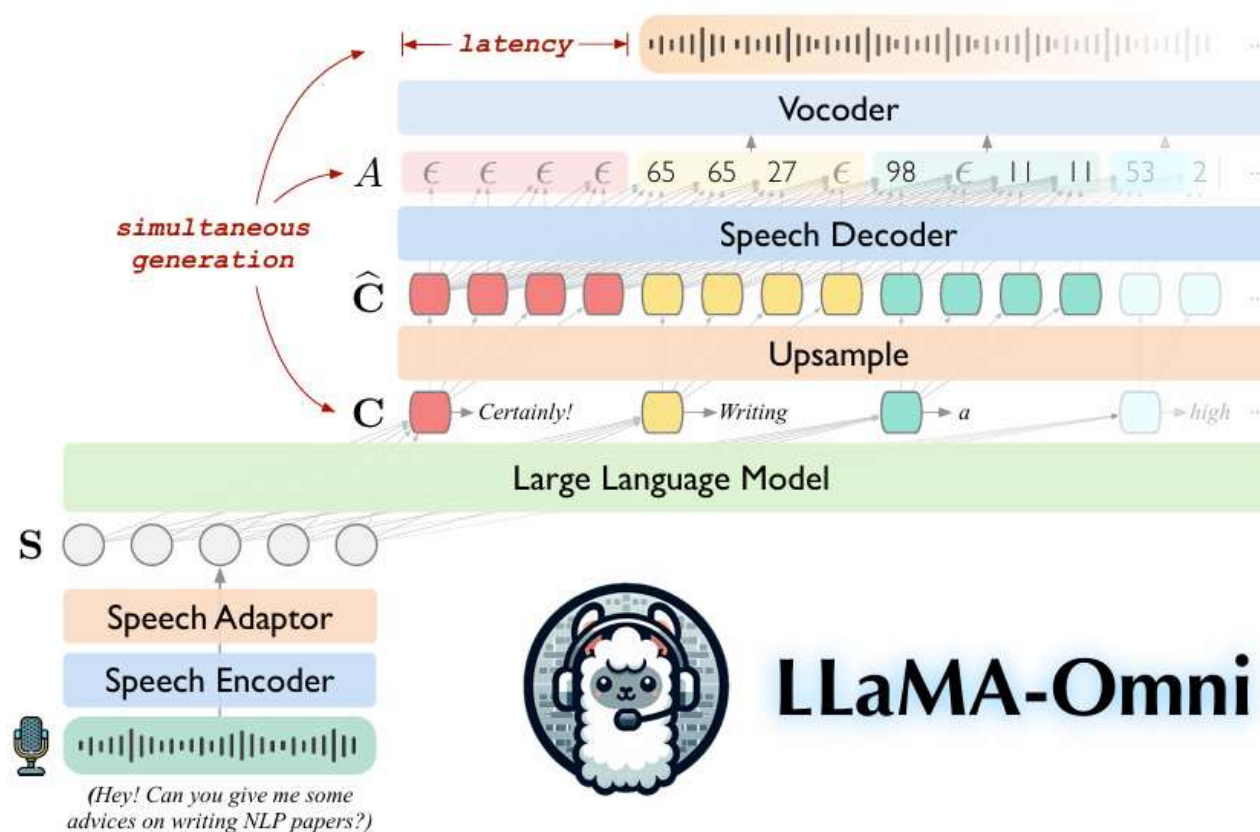 latency
...
Vocoder
A ϵ ϵ ϵ ϵ 65 65 27 ϵ 98 ϵ 11 11 53 2 ...
simultaneous
generation
Speech Decoder
Ĉ ...
Upsample
C Certainly! Writing a high ...
Large Language Model
S
Speech Adaptor
Speech Encoder
LLaMA-Omni
(Hey! Can you give me some
advices on writing NLP papers?)